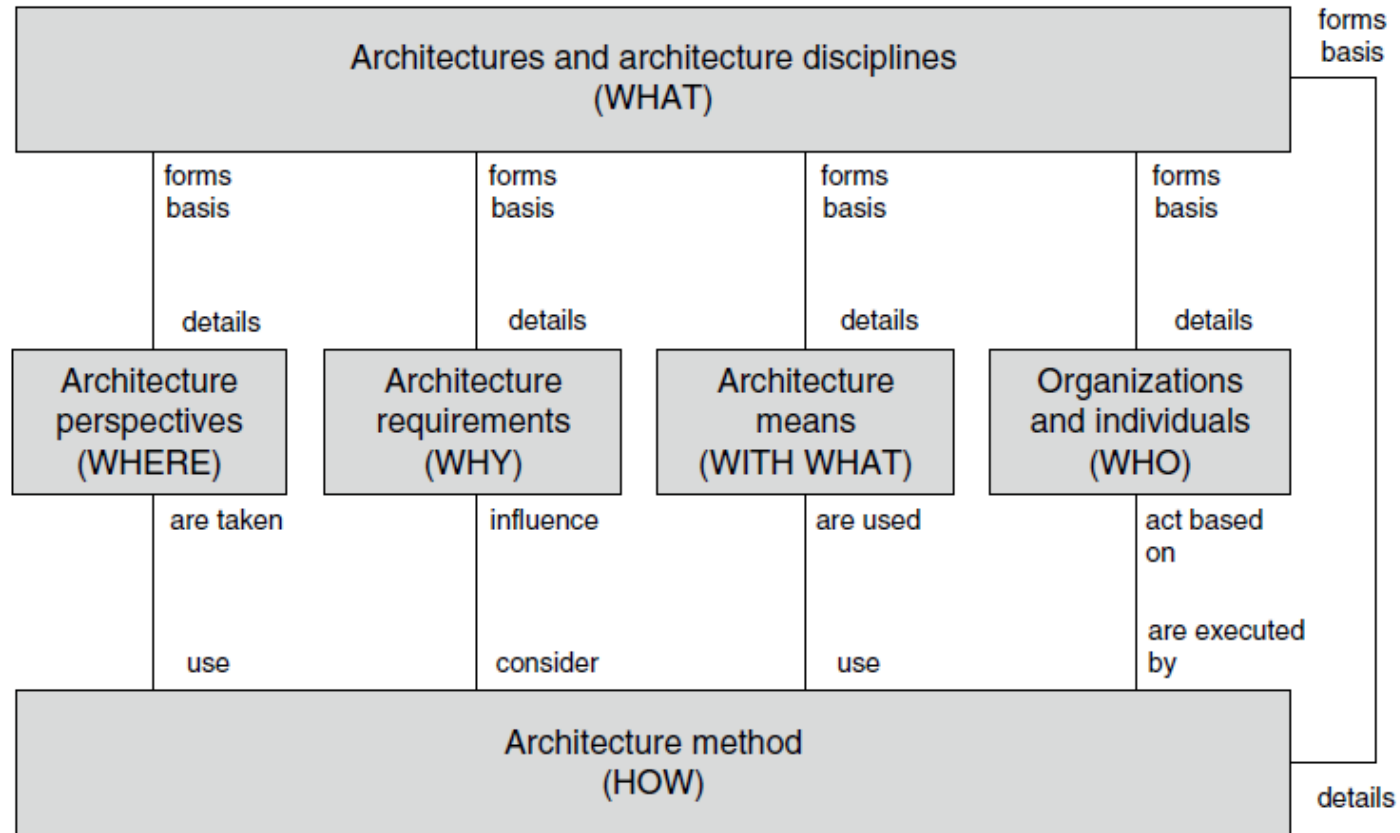 forms
basis
Architectures and architecture disciplines
(WHAT)
forms
basis
forms
basis
forms
basis
forms
basis
details
details
details
details
Architecture
perspectives
(WHERE)
Architecture
requirements
(WHY)
Architecture
means
(WITH WHAT)
Organizations
and individuals
(WHO)
are taken
influence
are used
act based
on
use
consider
use
are executed
by
Architecture method
(HOW)
details